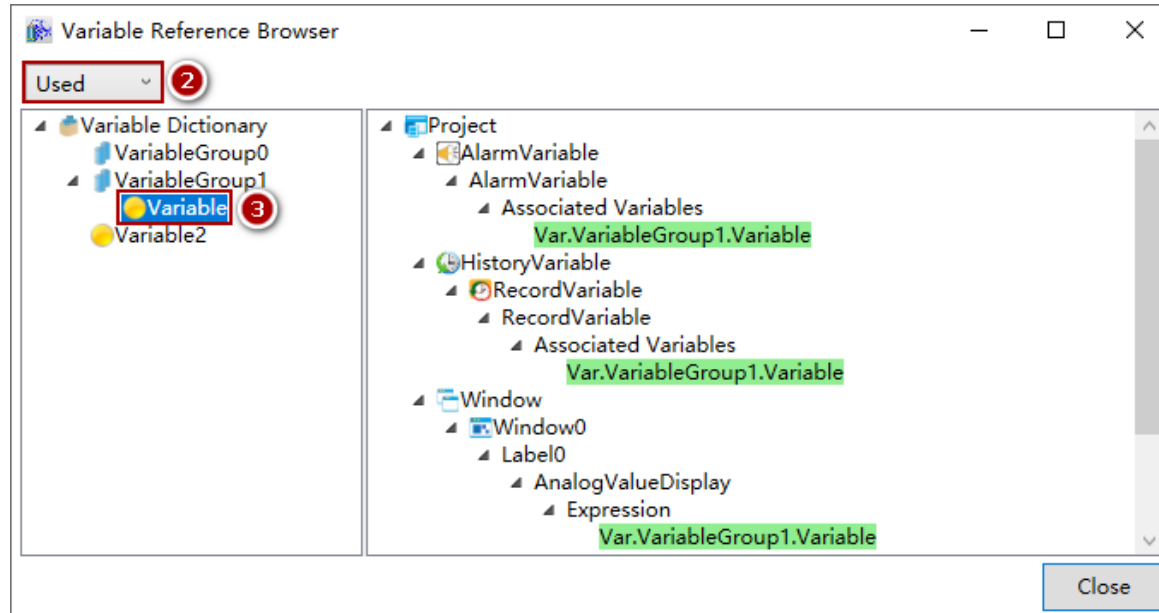 Variable Reference Browser
Used
2
Variable Dictionary
VariableGroup0
VariableGroup1
Variable
3
Variable2
Project
AlarmVariable
AlarmVariable
Associated Variables
Var.VariableGroup1.Variable
HistoryVariable
RecordVariable
RecordVariable
Associated Variables
Var.VariableGroup1.Variable
Window
Window0
Label0
AnalogValueDisplay
Expression
Var.VariableGroup1.Variable
Close